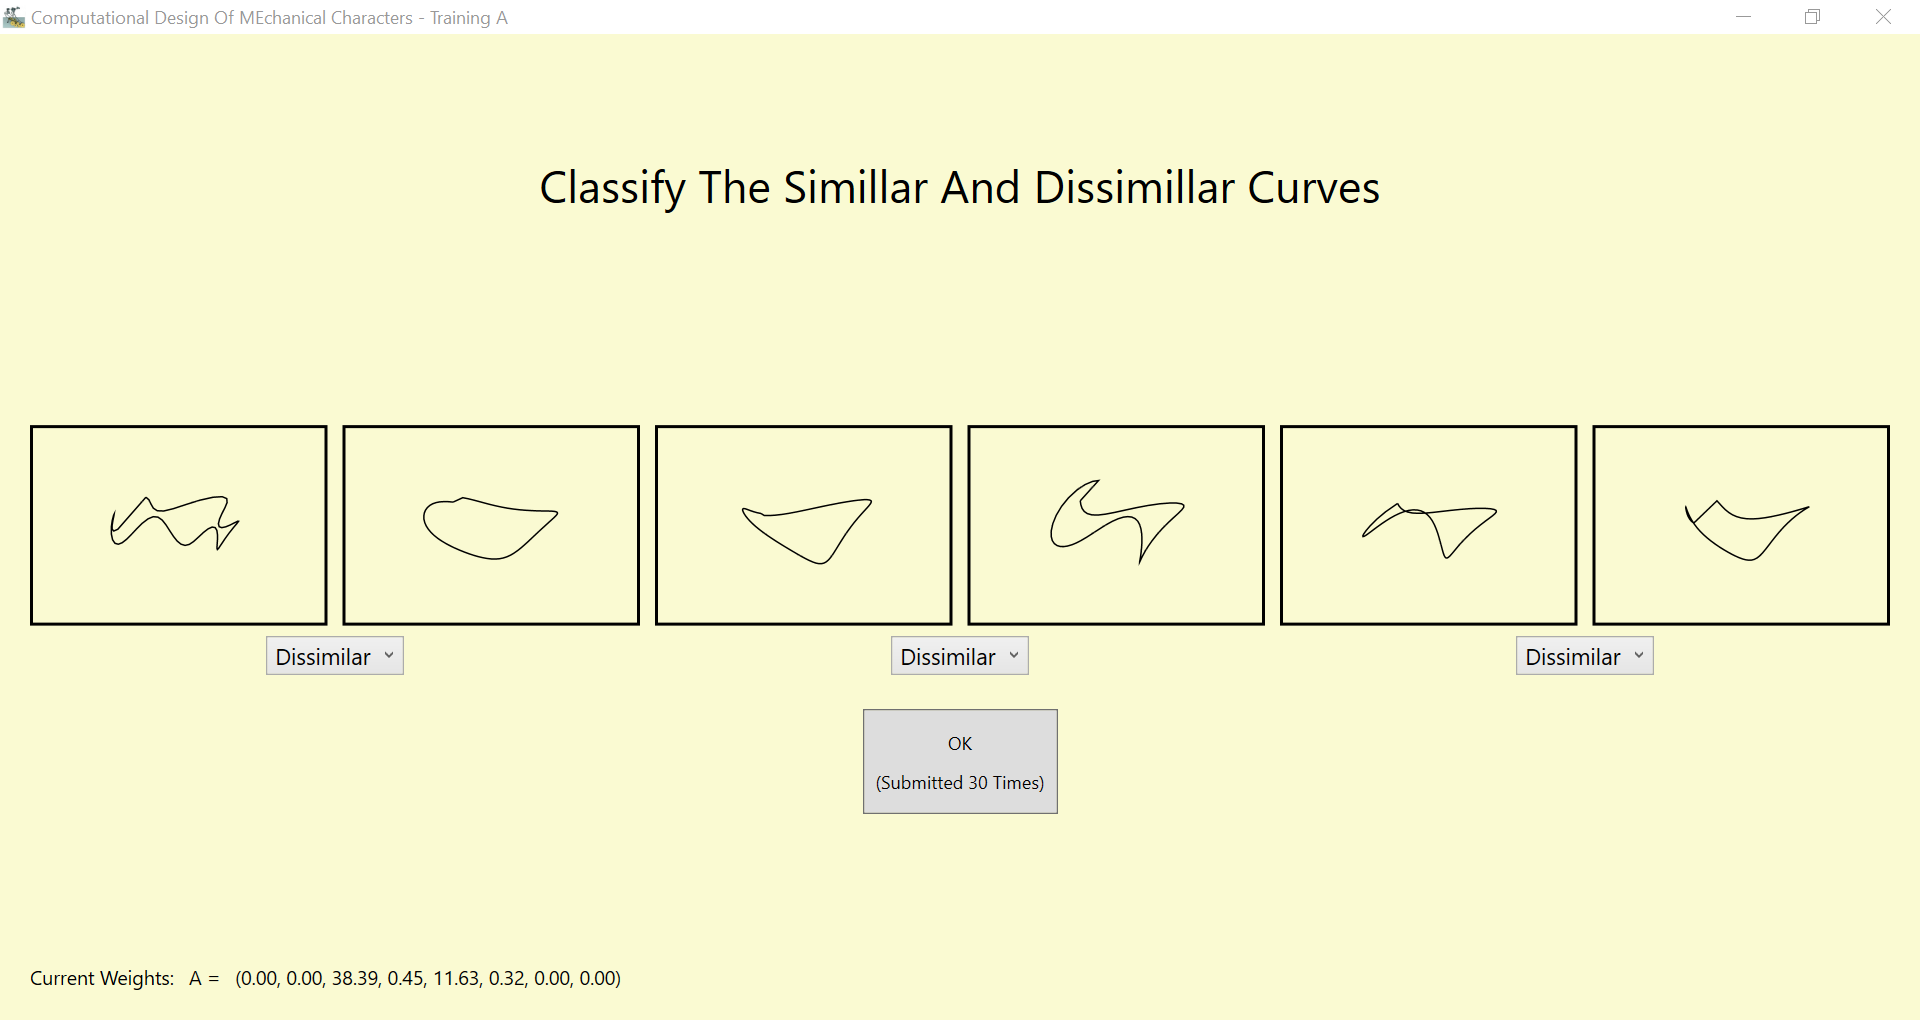 Computational Design Of MEchanical Characters - Training A
Classify The Simillar And Dissimillar Curves
Dissimilar
Dissimilar
Dissimilar
OK
(Submitted 30 Times)
Current Weights: A = (0.00, 0.00, 38.39, 0.45, 11.63, 0.32, 0.00, 0.00)